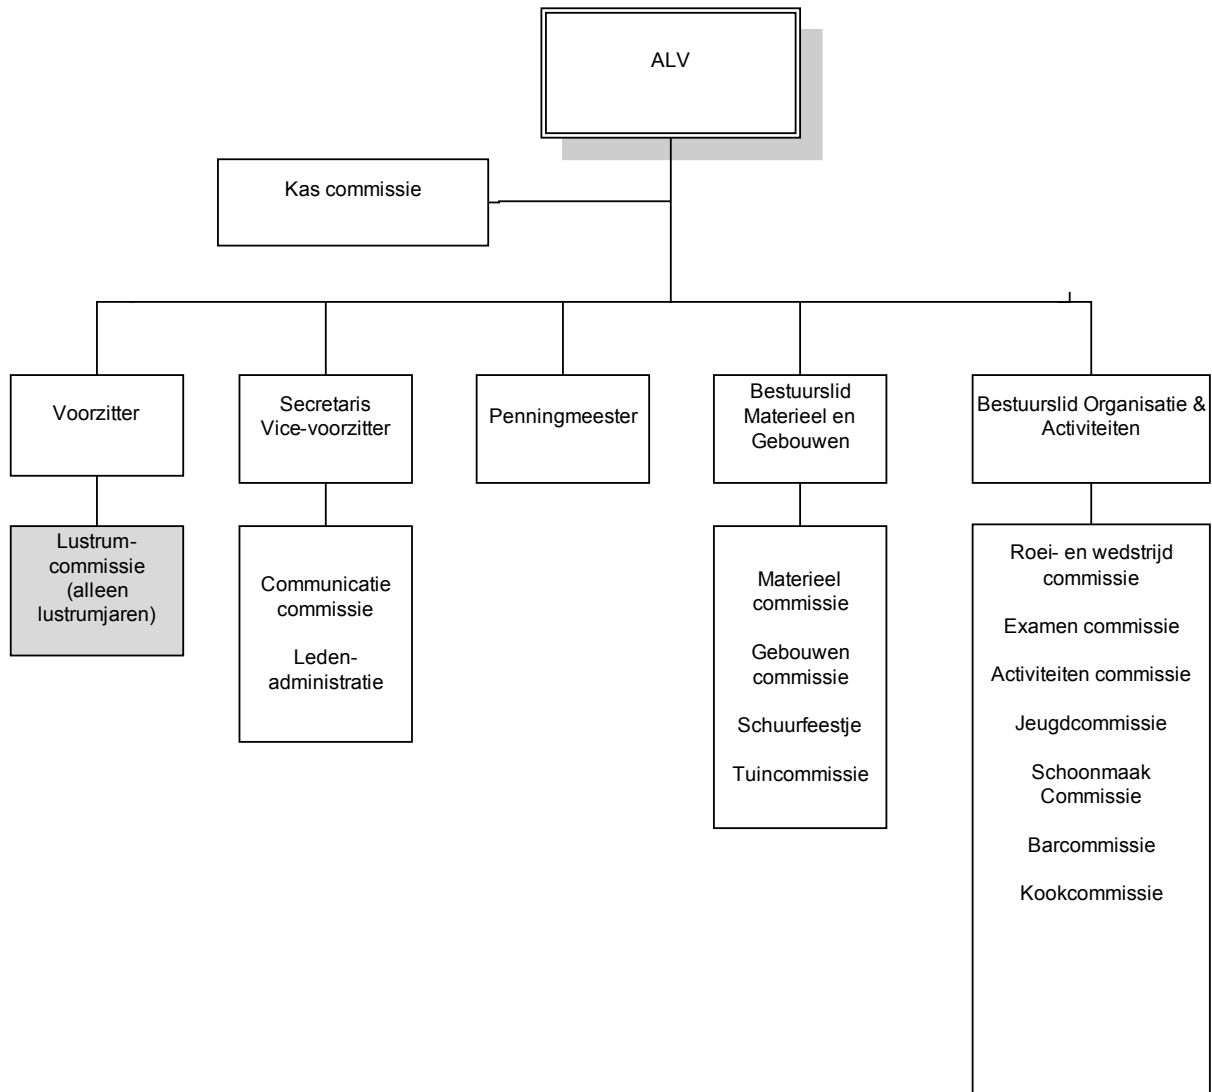 ALV
Kas commissie
Voorzitter
Secretaris
Vice-voorzitter
Penningmeester
Bestuurslid
Materieel en
Gebouwen
Bestuurslid Organisatie &
Activiteiten
Lustrum-
commissie
(alleen
lustrumjaren)
Communicatie
commissie
Leden-
administratie
Materieel
commissie
Gebouwen
commissie
Schuurfeestje
Tuincommissie
Roei- en wedstrijd
commissie
Examen commissie
Activiteiten commissie
Jeugdcommissie
Schoonmaak
Commissie
Barcommissie
Kookcommissie